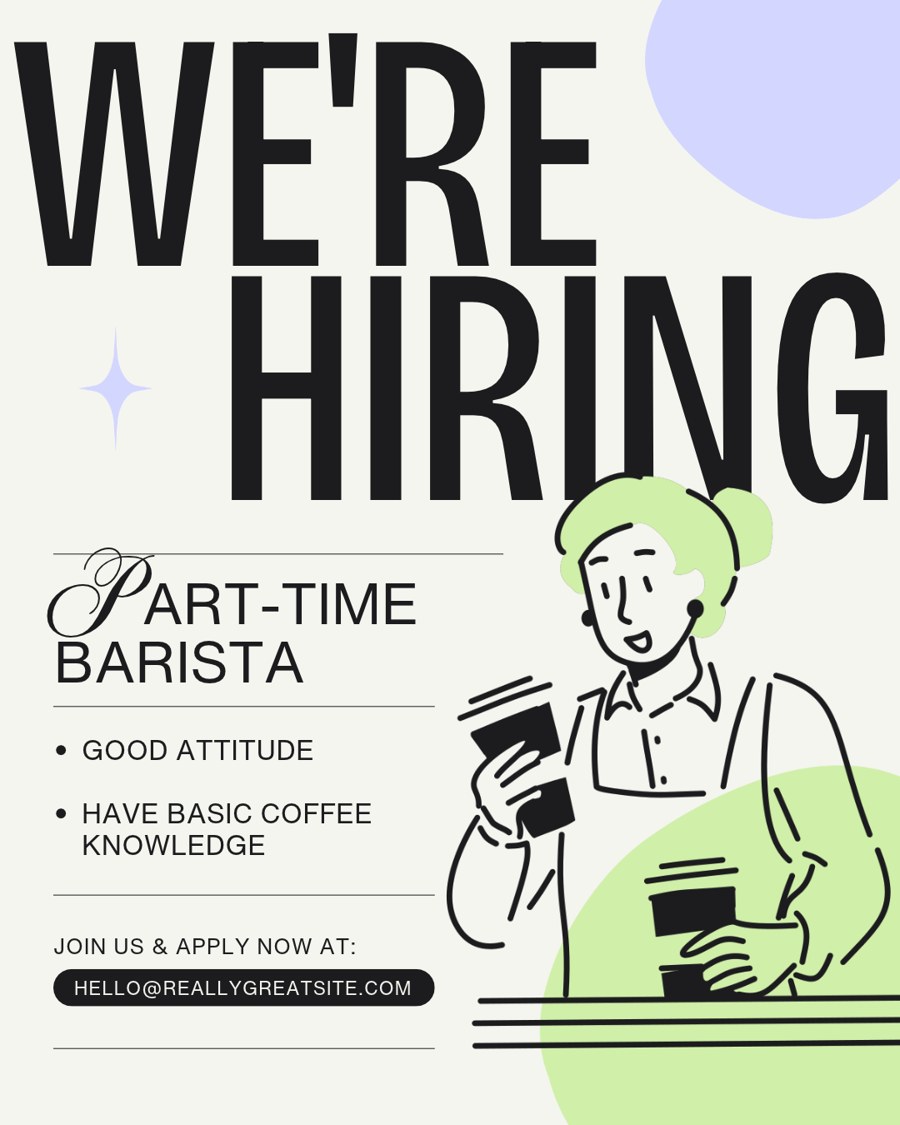 WE'RE
HIRING
PART-TIME
BARISTA
• GOOD ATTITUDE
• HAVE BASIC COFFEE
KNOWLEDGE
JOIN US & APPLY NOW AT:
HELLO@REALLYGREATSITE.COM